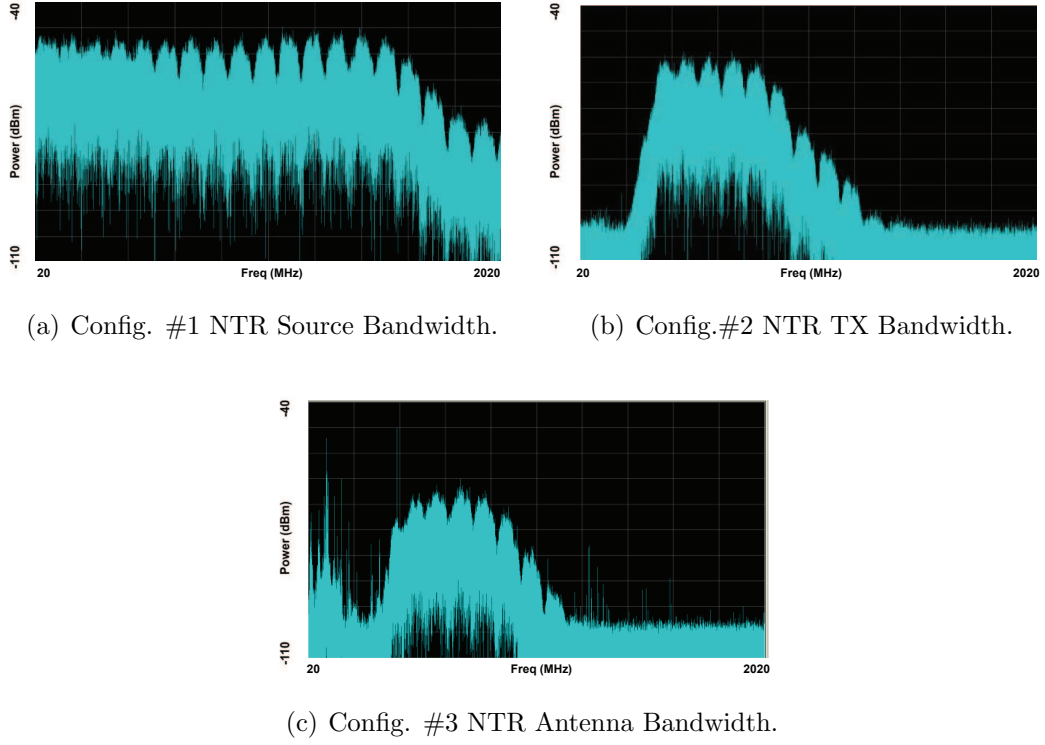 -40
Power (dBm)
-110
20
Freq (MHz)
2020
(a) Config. #1 NTR Source Bandwidth.
-40
Power (dBm)
-110
20
Freq (MHz)
2020
(b) Config.#2 NTR TX Bandwidth.
-40
Power (dBm)
-110
20
Freq (MHz)
2020
(c) Config. #3 NTR Antenna Bandwidth.